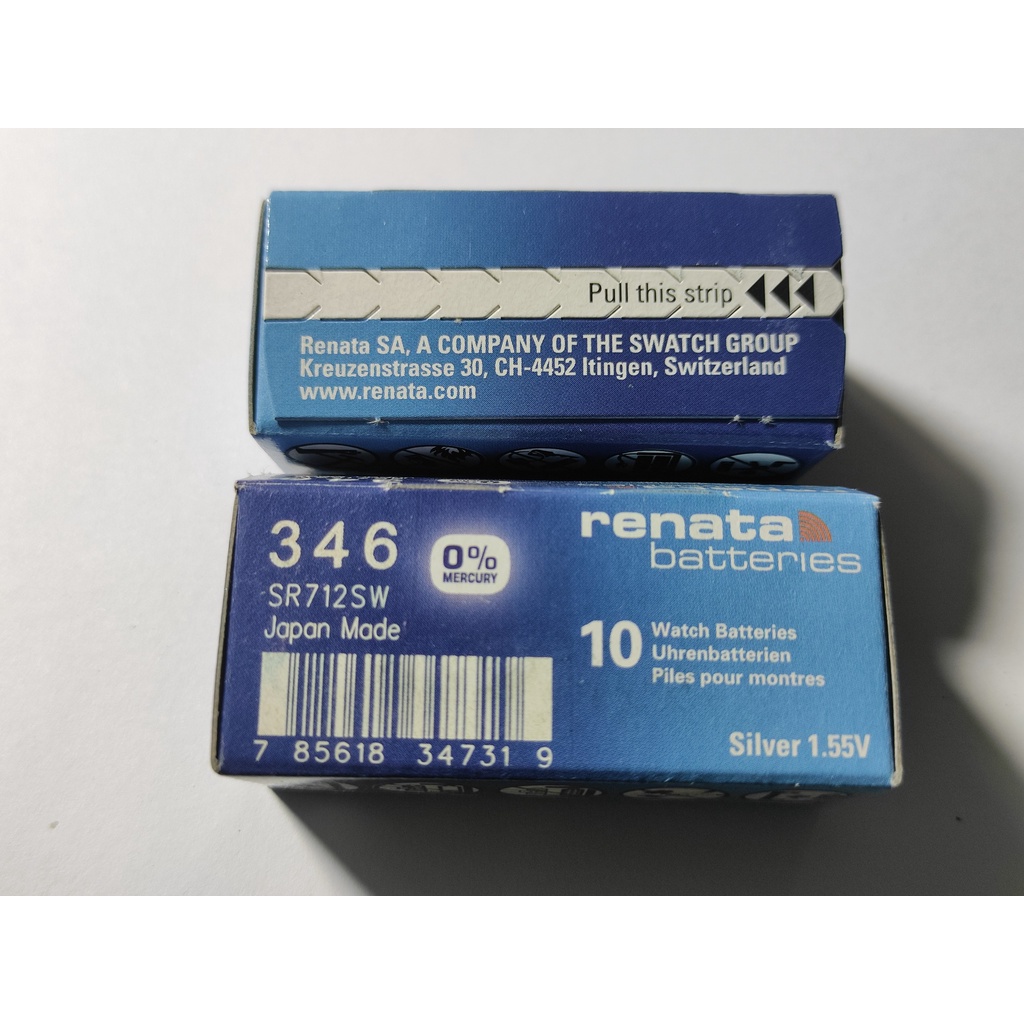 Pull this strip
Renata SA, A COMPANY OF THE SWATCH GROUP
Kreuzenstrasse 30, CH-4452 Itingen, Switzerland
www.renata.com
346
0%
MERCURY
SR712SW
Japan Made
7 85618 34731 9
renata
batteries
10
Watch Batteries
Uhrenbatterien
Piles pour montres
Silver 1.55V